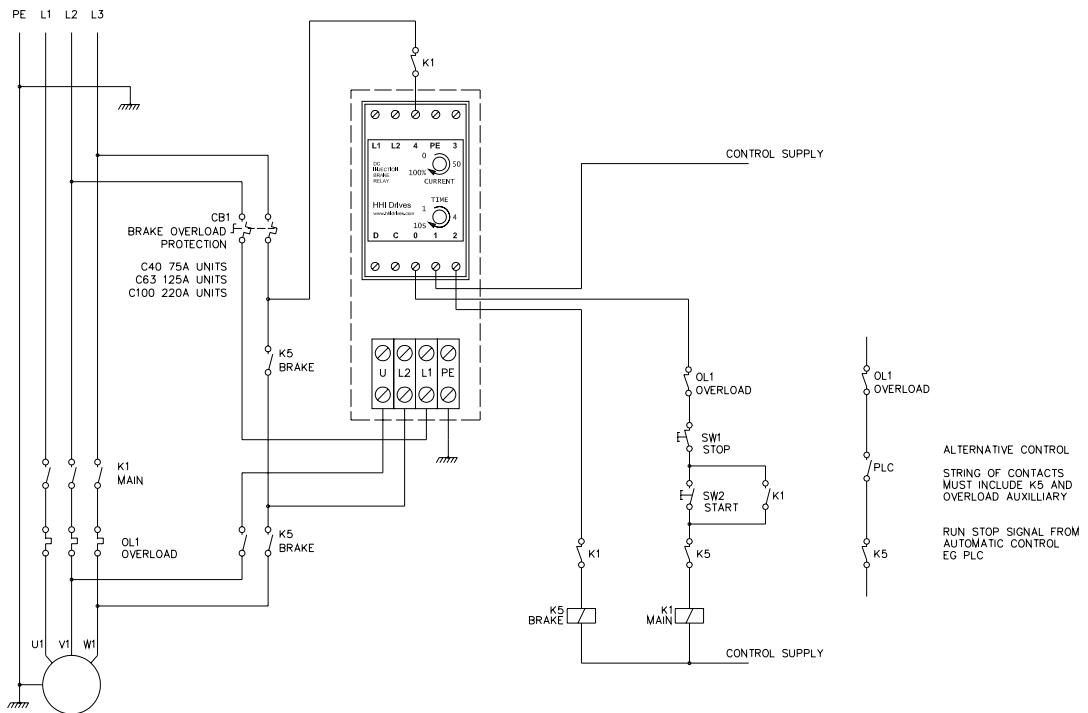 PE L1 L2 L3
K1
L1 L2 4 PE 3
DC
INJECTION
BRAKE
RELAY
0
50
100%
CURRENT
HHI Drives
www.hhidrives.com
TIME
1
4
10S
D C 0 1 2
CONTROL SUPPLY
CB1
BRAKE OVERLOAD
PROTECTION
C40 75A UNITS
C63 125A UNITS
C100 220A UNITS
K5
BRAKE
U L2 L1 PE
OL1
OVERLOAD
OL1
OVERLOAD
SW1
STOP
PLC
ALTERNATIVE CONTROL
STRING OF CONTACTS
MUST INCLUDE K5 AND
OVERLOAD AUXILLIARY
K1
MAIN
SW2
START
K1
OL1
OVERLOAD
K5
BRAKE
K1
K5
K5
RUN STOP SIGNAL FROM
AUTOMATIC CONTROL
EG PLC
K5
BRAKE
K1
MAIN
U1 V1 W1
CONTROL SUPPLY